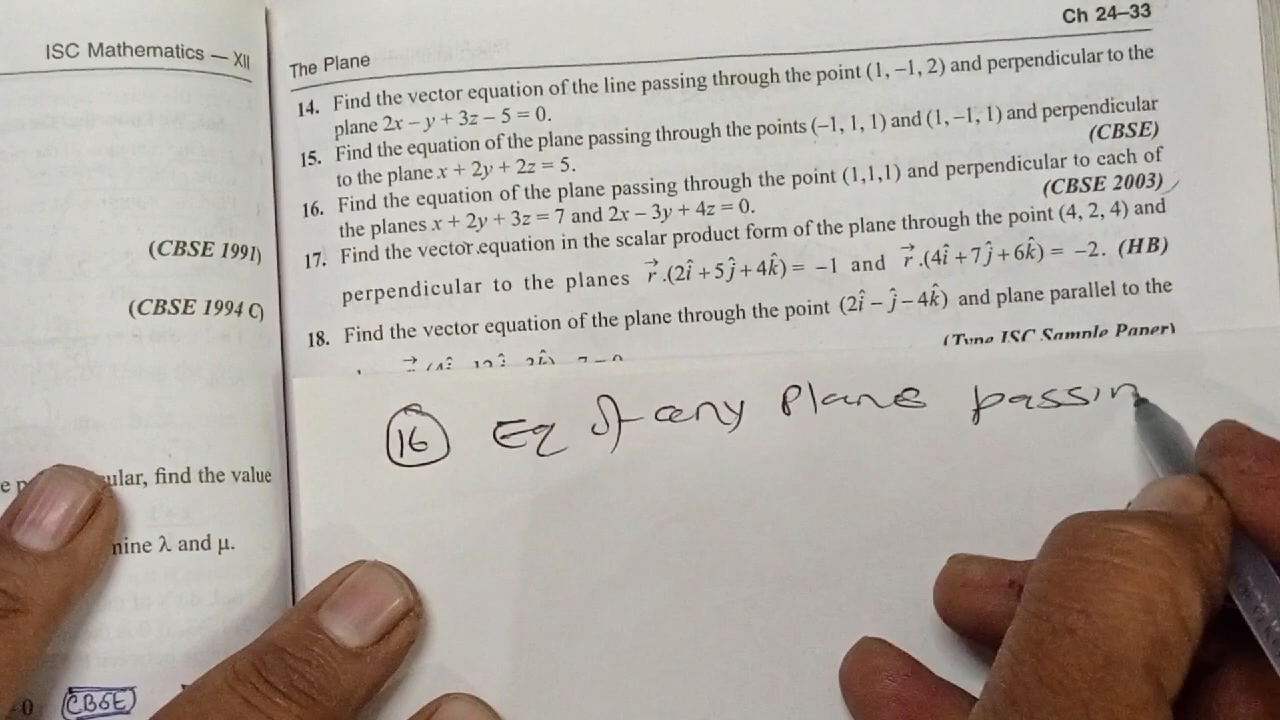 ISC Mathematics — XII
(CBSE 1991)
(CBSE 1994 C)
ular, find the value
nine λ and μ.
0 CBSE
The Plane
Ch 24–33
14. Find the vector equation of the line passing through the point (1, –1, 2) and perpendicular to the
plane 2x – y + 3z – 5 = 0.
15. Find the equation of the plane passing through the points (–1, 1, 1) and (1, –1, 1) and perpendicular
to the plane x + 2y + 2z = 5. (CBSE)
16. Find the equation of the plane passing through the point (1,1,1) and perpendicular to each of
the planes x + 2y + 3z = 7 and 2x – 3y + 4z = 0. (CBSE 2003)
17. Find the vector equation in the scalar product form of the plane through the point (4, 2, 4) and
perpendicular to the planes r⃗.(2î + 5ĵ + 4k̂) = –1 and r⃗.(4î + 7ĵ + 6k̂) = –2. (HB)
18. Find the vector equation of the plane through the point (2î – ĵ – 4k̂) and plane parallel to the
(Type ISC Sample Paper)
16 Eq of any Plane passin